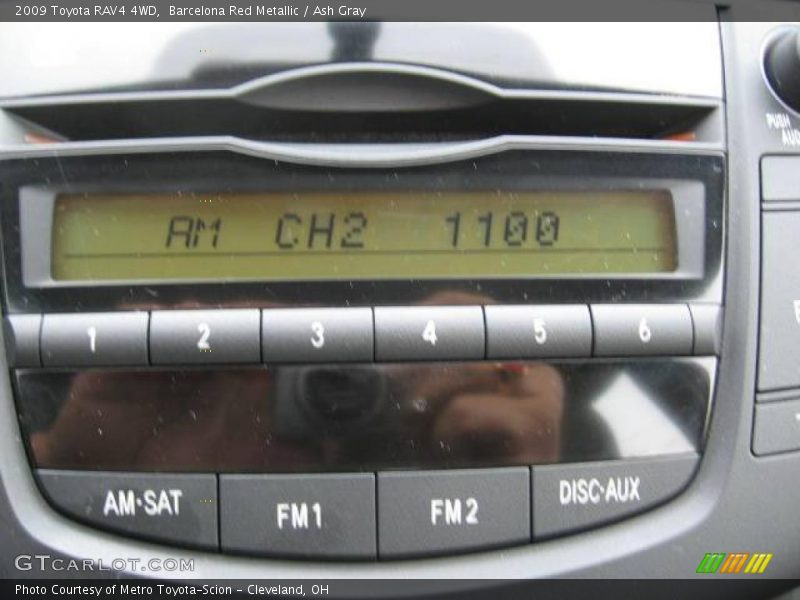 2009 Toyota RAV4 4WD,  Barcelona Red Metallic / Ash Gray
PUSH
AM CH2 1100
1 2 3 4 5 6
AM·SAT FM1 FM2 DISC·AUX
GTCARLOT.COM
Photo Courtesy of Metro Toyota-Scion - Cleveland, OH